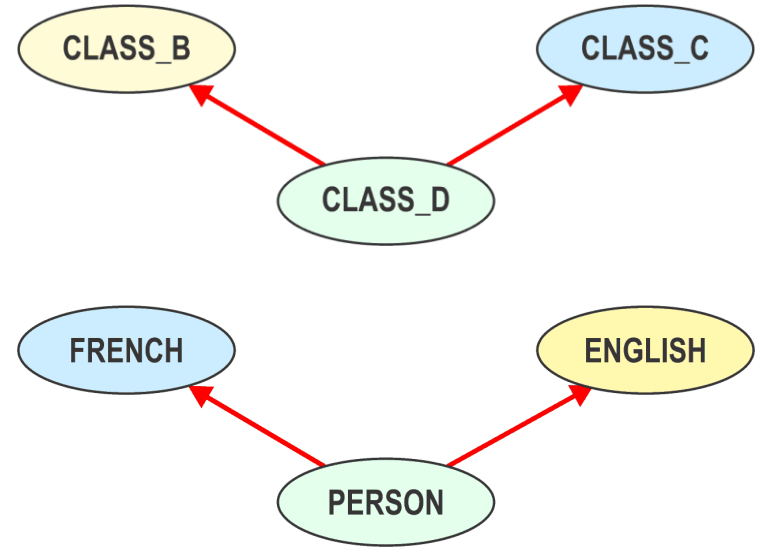 CLASS_B
CLASS_C
CLASS_D
FRENCH
ENGLISH
PERSON